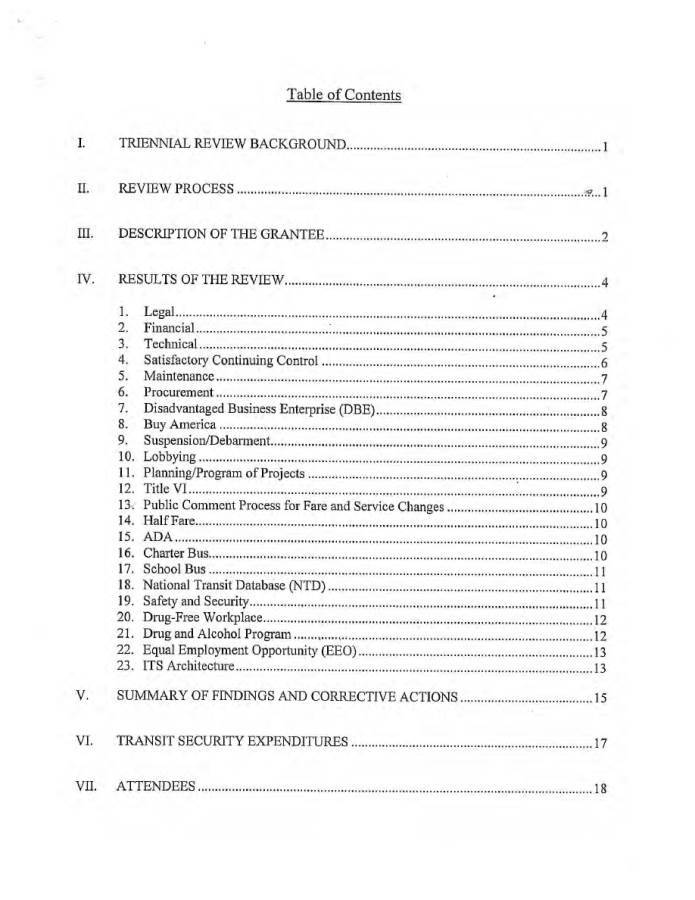 Table of Contents
I. TRIENNIAL REVIEW BACKGROUND 1
II. REVIEW PROCESS 1
III. DESCRIPTION OF THE GRANTEE 2
IV. RESULTS OF THE REVIEW 4
1. Legal 4
2. Financial 5
3. Technical 5
4. Satisfactory Continuing Control 6
5. Maintenance 7
6. Procurement 7
7. Disadvantaged Business Enterprise (DBE) 8
8. Buy America 8
9. Suspension/Debarment 9
10. Lobbying 9
11. Planning/Program of Projects 9
12. Title VI 9
13. Public Comment Process for Fare and Service Changes 10
14. Half Fare 10
15. ADA 10
16. Charter Bus 10
17. School Bus 11
18. National Transit Database (NTD) 11
19. Safety and Security 11
20. Drug-Free Workplace 12
21. Drug and Alcohol Program 12
22. Equal Employment Opportunity (EEO) 13
23. ITS Architecture 13
V. SUMMARY OF FINDINGS AND CORRECTIVE ACTIONS 15
VI. TRANSIT SECURITY EXPENDITURES 17
VII. ATTENDEES 18